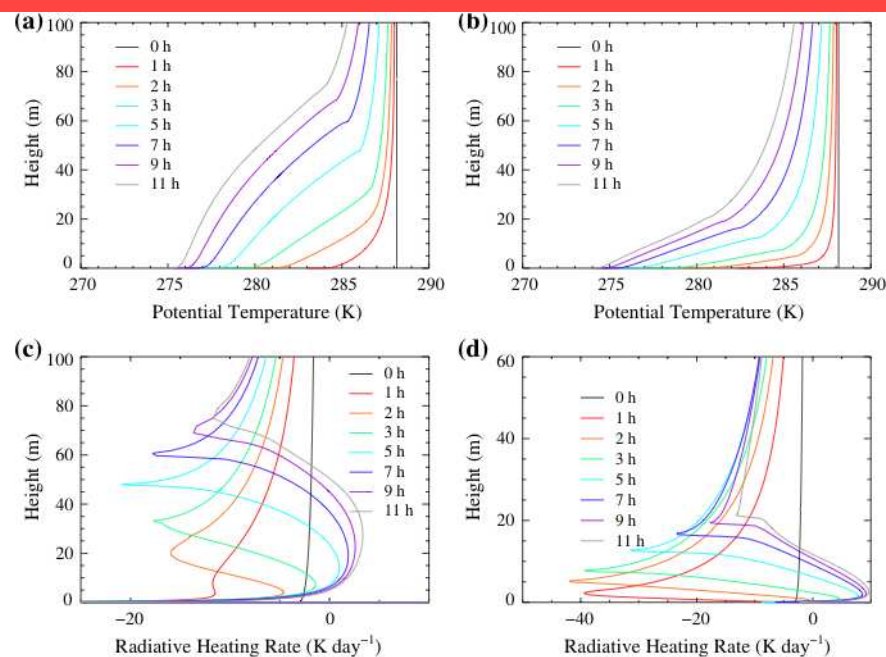 (a)
100
80
60
40
20
0
Height (m)
0 h
1 h
2 h
3 h
5 h
7 h
9 h
11 h
270 275 280 285 290
Potential Temperature (K)
(b)
100
80
60
40
20
0
Height (m)
0 h
1 h
2 h
3 h
5 h
7 h
9 h
11 h
270 275 280 285 290
Potential Temperature (K)
(c)
100
80
60
40
20
0
Height (m)
0 h
1 h
2 h
3 h
5 h
7 h
9 h
11 h
−20 −10 0
Radiative Heating Rate (K day⁻¹)
(d)
60
40
20
0
Height (m)
0 h
1 h
2 h
3 h
5 h
7 h
9 h
11 h
−40 −20 0
Radiative Heating Rate (K day⁻¹)